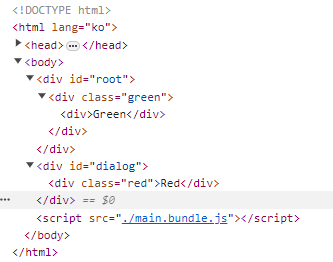 <!DOCTYPE html>
<html lang="ko">
<head> ⋯ </head>
<body>
<div id="root">
<div class="green">
<div>Green</div>
</div>
</div>
<div id="dialog">
<div class="red">Red</div>
⋯ </div> == $0
<script src="./main.bundle.js"></script>
</body>
</html>